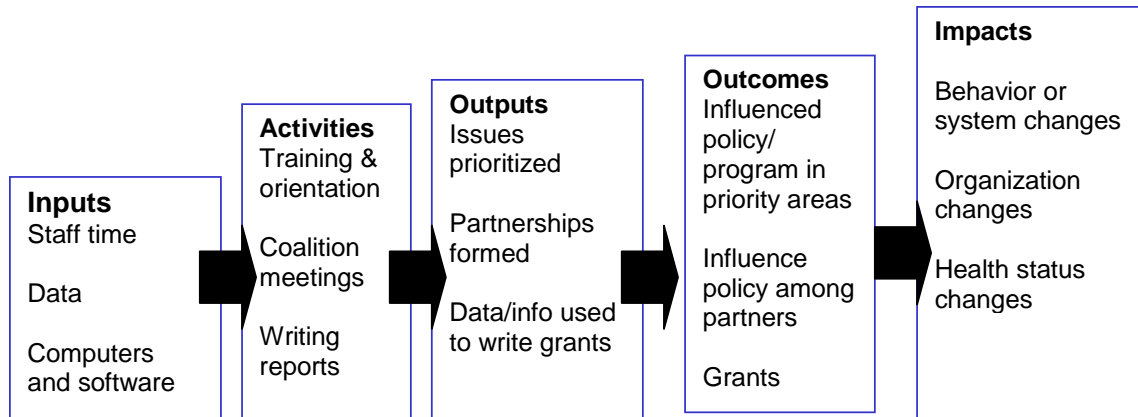 Inputs
Staff time
Data
Computers
and software
Activities
Training &
orientation
Coalition
meetings
Writing
reports
Outputs
Issues
prioritized
Partnerships
formed
Data/info used
to write grants
Outcomes
Influenced
policy/
program in
priority areas
Influence
policy among
partners
Grants
Impacts
Behavior or
system changes
Organization
changes
Health status
changes